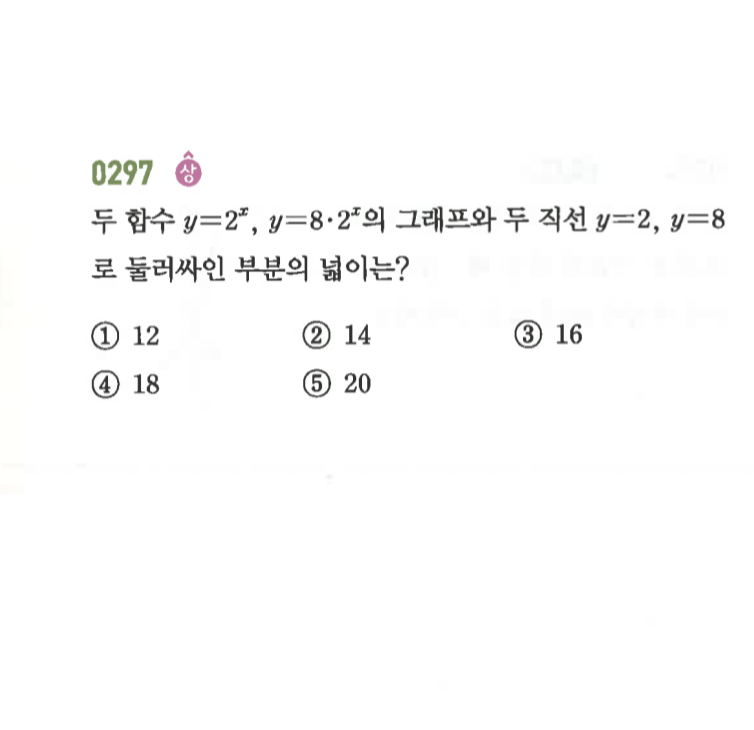 0297 상
두 함수 y=2ˣ, y=8·2ˣ의 그래프와 두 직선 y=2, y=8
로 둘러싸인 부분의 넓이는?
① 12 ② 14 ③ 16
④ 18 ⑤ 20